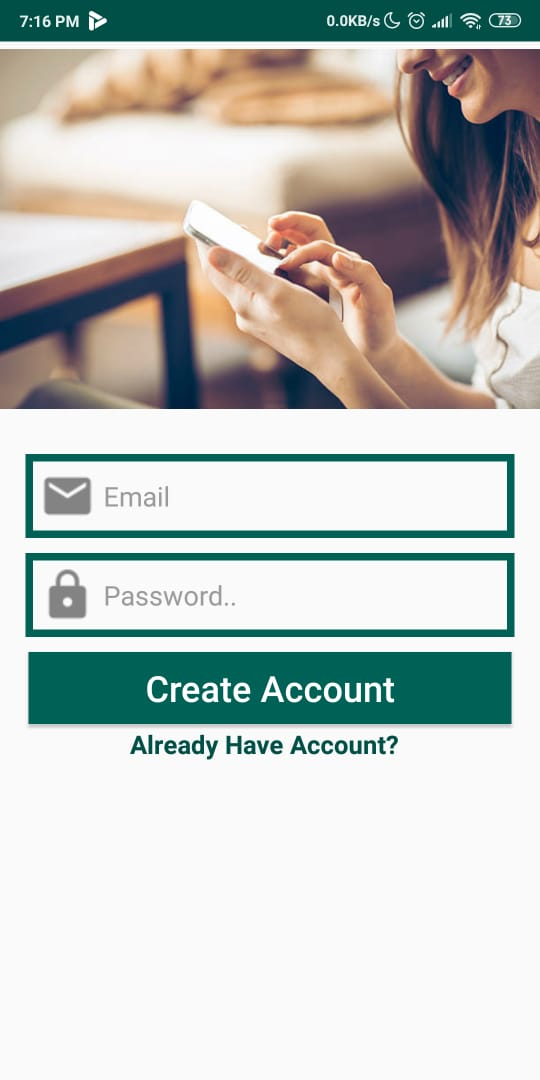 7:16 PM 0.0KB/s 73
Email
Password..
Create Account
Already Have Account?